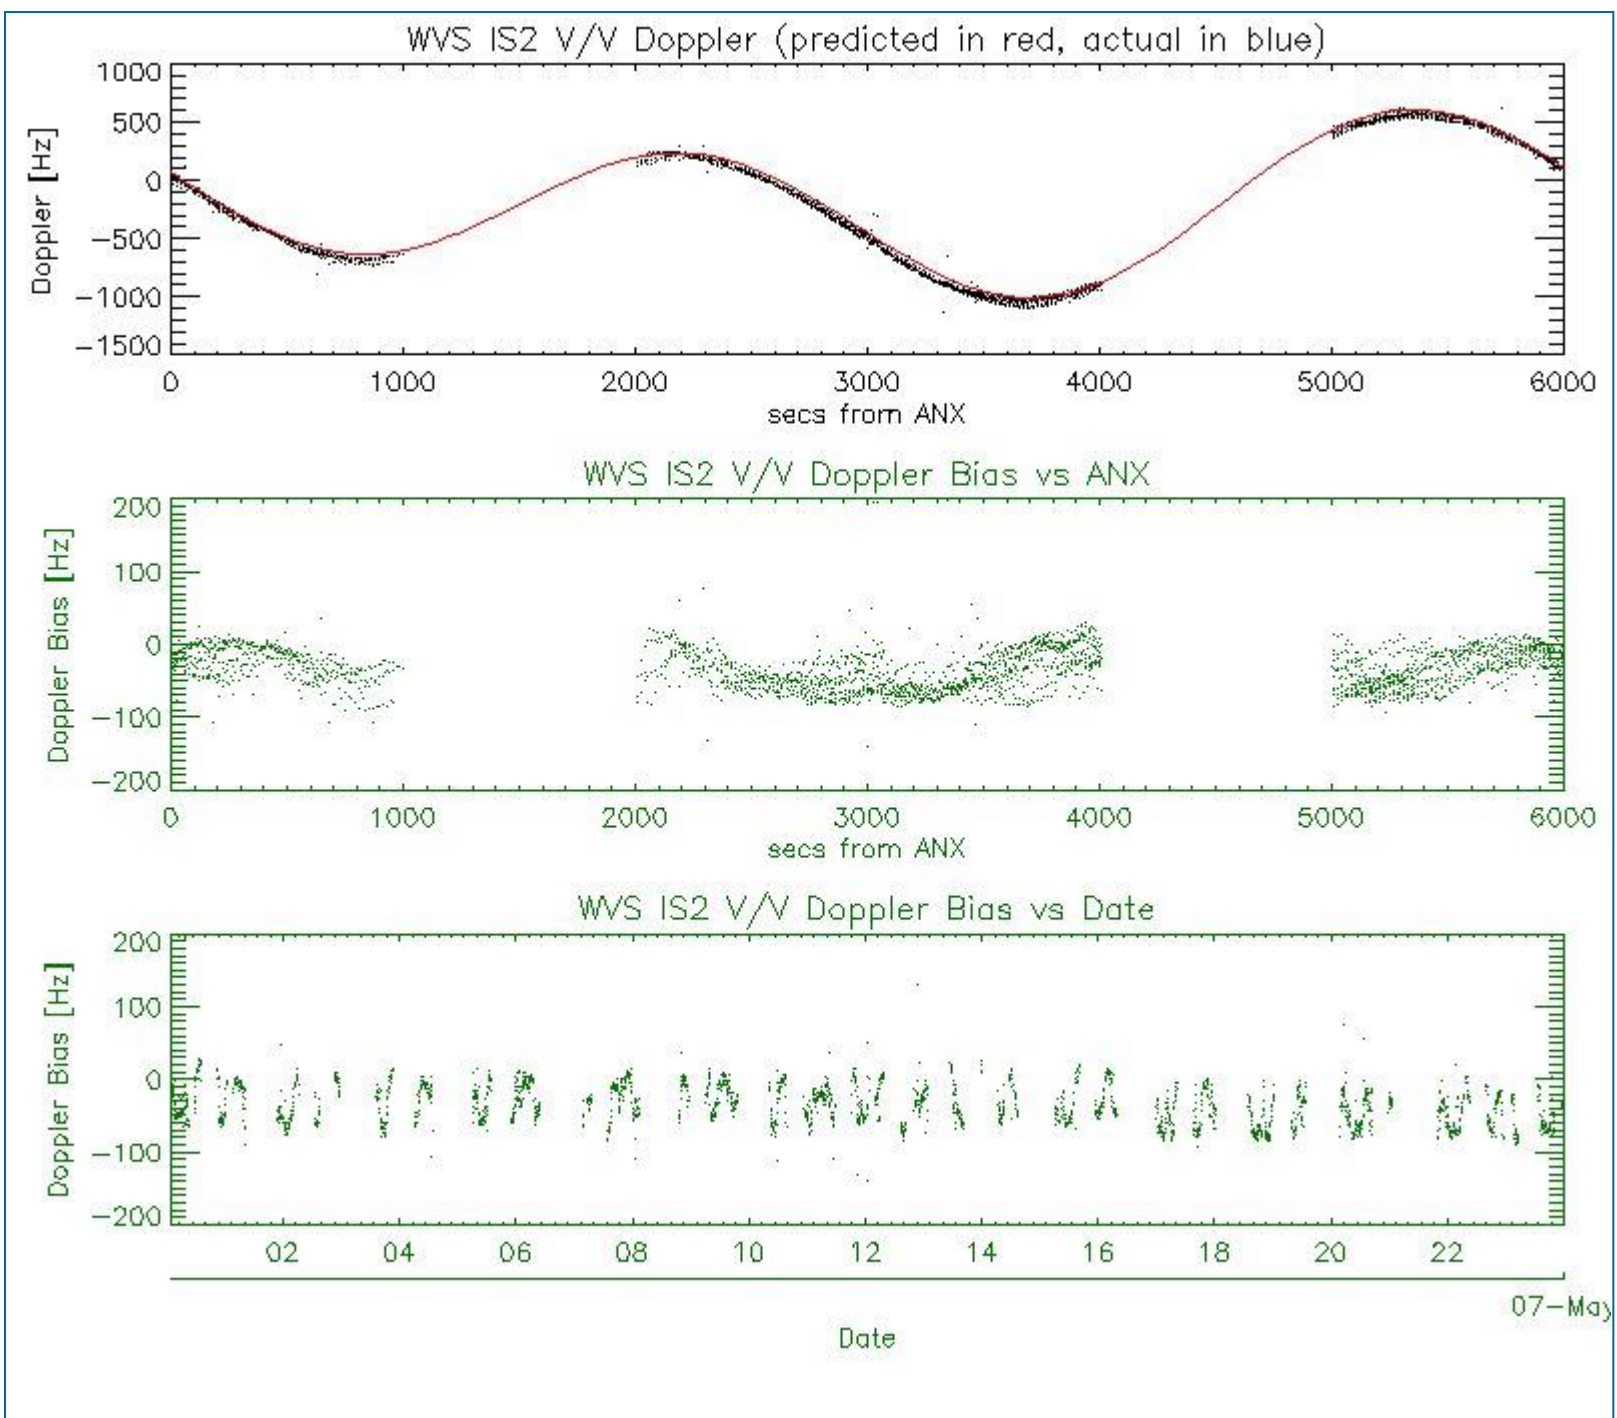 WVS IS2 V/V Doppler (predicted in red, actual in blue)
1000
500
0
-500
-1000
-1500
Doppler [Hz]
0 1000 2000 3000 4000 5000 6000
secs from ANX
WVS IS2 V/V Doppler Bias vs ANX
200
100
0
-100
-200
Doppler Bias [Hz]
0 1000 2000 3000 4000 5000 6000
secs from ANX
WVS IS2 V/V Doppler Bias vs Date
200
100
0
-100
-200
Doppler Bias [Hz]
02 04 06 08 10 12 14 16 18 20 22
07-May
Date